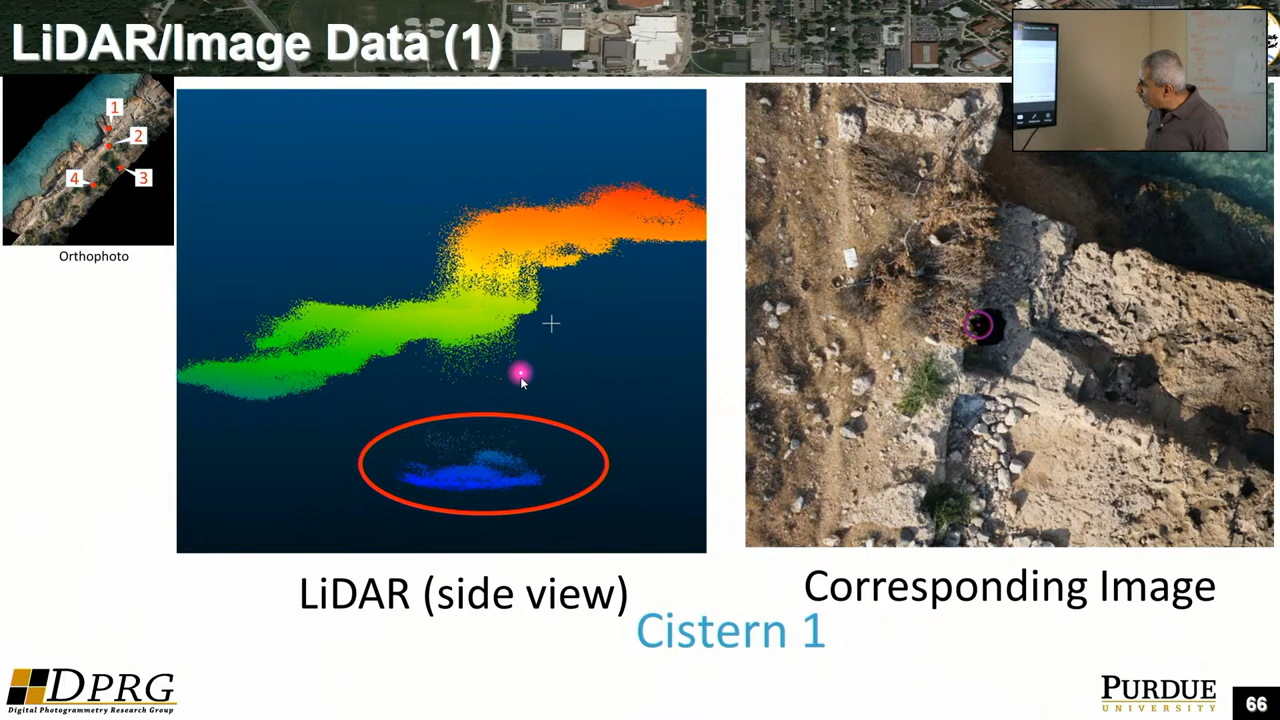 LiDAR/Image Data (1)
1
2
3
4
Orthophoto
LiDAR (side view)
Corresponding Image
Cistern 1
DPRG
Digital Photogrammetry Research Group
PURDUE
UNIVERSITY
66